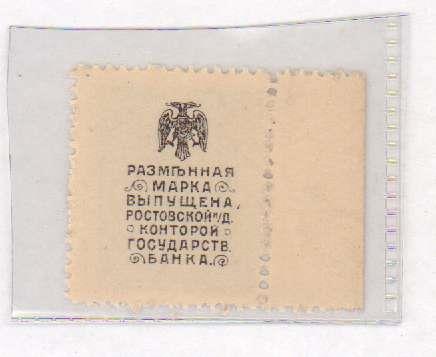 РАЗМѢННАЯ
МАРКА
ВЫПУЩЕНА,
РОСТОВСКОЙ Н/Д.
КОНТОРОЙ
ГОСУДАРСТВ.
БАНКА.